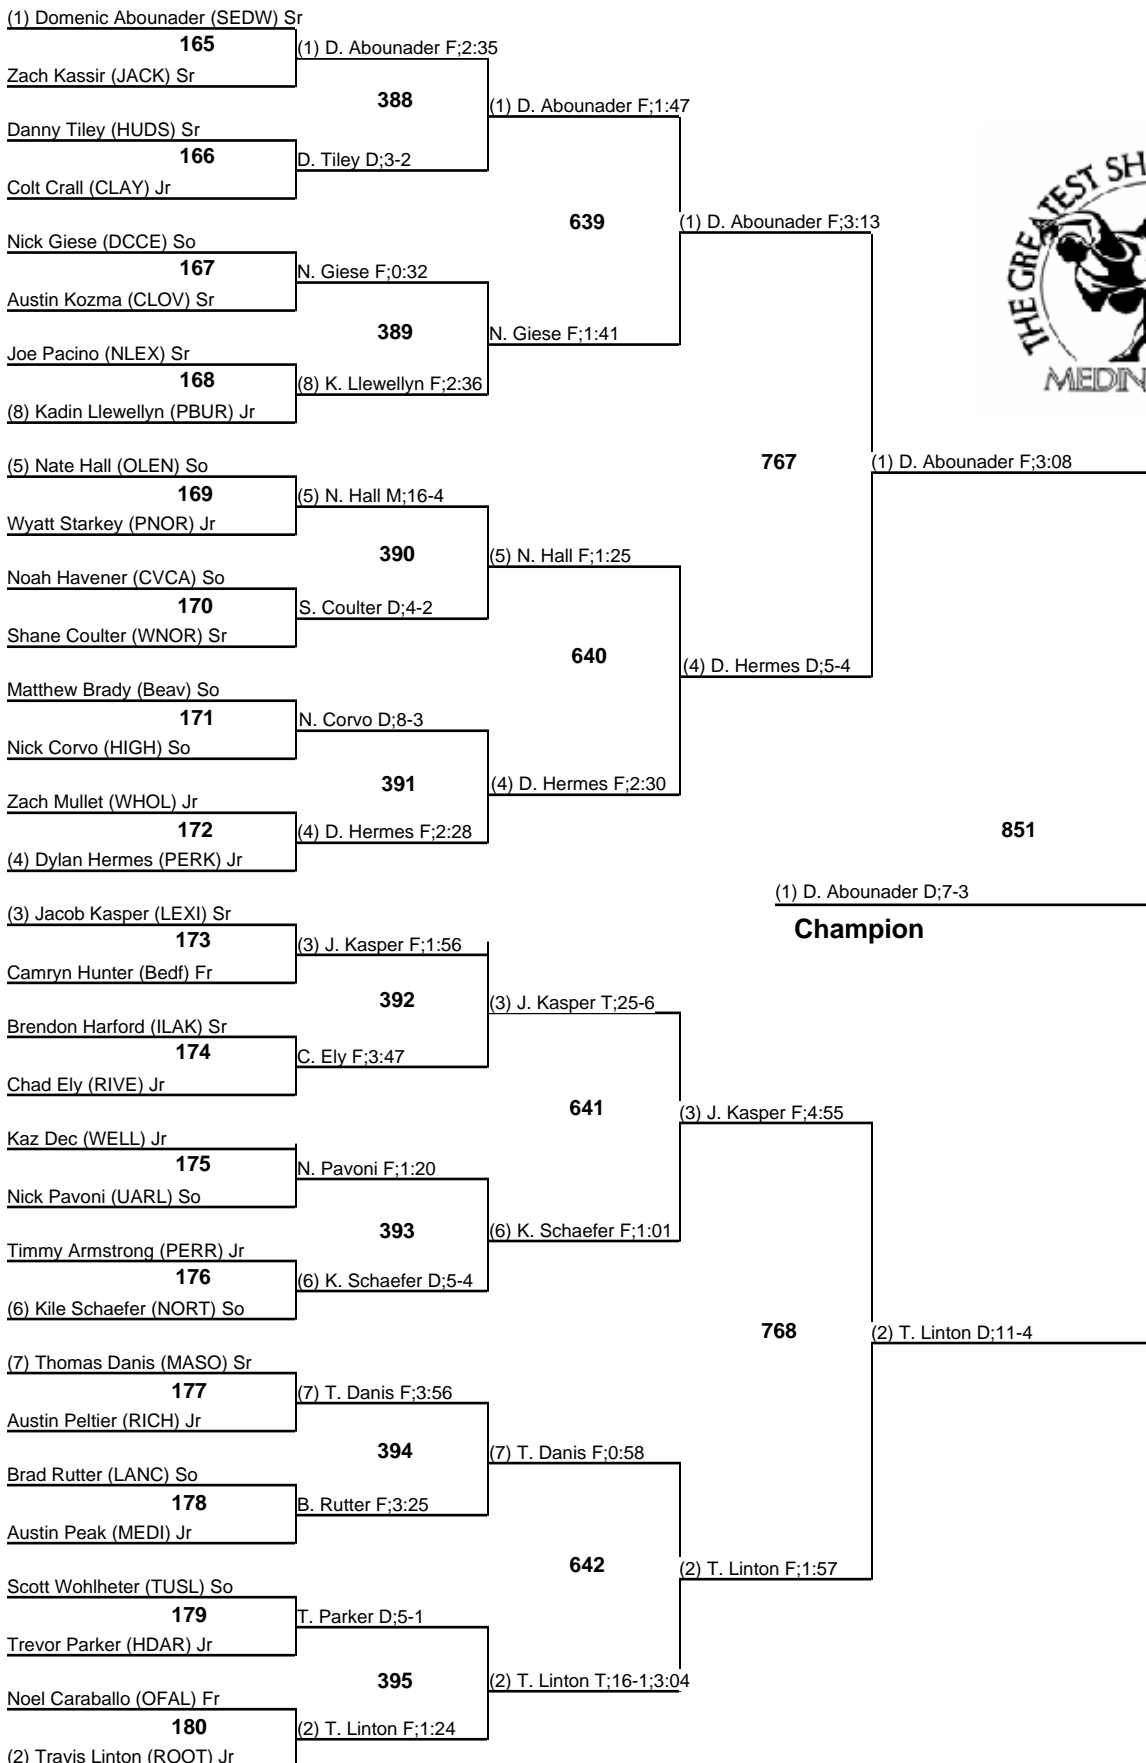 (1) Domenic Abounader (SEDW) Sr
165
(1) D. Abounader F;2:35
Zach Kassir (JACK) Sr
388
(1) D. Abounader F;1:47
Danny Tiley (HUDS) Sr
166
D. Tiley D;3-2
Colt Crall (CLAY) Jr
639
(1) D. Abounader F;3:13
Nick Giese (DCCE) So
167
N. Giese F;0:32
Austin Kozma (CLOV) Sr
389
N. Giese F;1:41
Joe Pacino (NLEX) Sr
168
(8) K. Llewellyn F;2:36
(8) Kadin Llewellyn (PBUR) Jr
THE GREATEST SH
MEDIN
767
(1) D. Abounader F;3:08
(5) Nate Hall (OLEN) So
169
(5) N. Hall M;16-4
Wyatt Starkey (PNOR) Jr
390
(5) N. Hall F;1:25
Noah Havener (CVCA) So
170
S. Coulter D;4-2
Shane Coulter (WNOR) Sr
640
(4) D. Hermes D;5-4
Matthew Brady (Beav) So
171
N. Corvo D;8-3
Nick Corvo (HIGH) So
391
(4) D. Hermes F;2:30
Zach Mullet (WHOL) Jr
172
(4) D. Hermes F;2:28
(4) Dylan Hermes (PERK) Jr
851
(1) D. Abounader D;7-3
Champion
(3) Jacob Kasper (LEXI) Sr
173
(3) J. Kasper F;1:56
Camryn Hunter (Bedf) Fr
392
(3) J. Kasper T;25-6
Brendon Harford (ILAK) Sr
174
C. Ely F;3:47
Chad Ely (RIVE) Jr
641
(3) J. Kasper F;4:55
Kaz Dec (WELL) Jr
175
N. Pavoni F;1:20
Nick Pavoni (UARL) So
393
(6) K. Schaefer F;1:01
Timmy Armstrong (PERR) Jr
176
(6) K. Schaefer D;5-4
(6) Kile Schaefer (NORT) So
768
(2) T. Linton D;11-4
(7) Thomas Danis (MASO) Sr
177
(7) T. Danis F;3:56
Austin Peltier (RICH) Jr
394
(7) T. Danis F;0:58
Brad Rutter (LANC) So
178
B. Rutter F;3:25
Austin Peak (MEDI) Jr
642
(2) T. Linton F;1:57
Scott Wohlheter (TUSL) So
179
T. Parker D;5-1
Trevor Parker (HDAR) Jr
395
(2) T. Linton T;16-1;3:04
Noel Caraballo (OFAL) Fr
180
(2) T. Linton F;1:24
(2) Travis Linton (ROOT) Jr